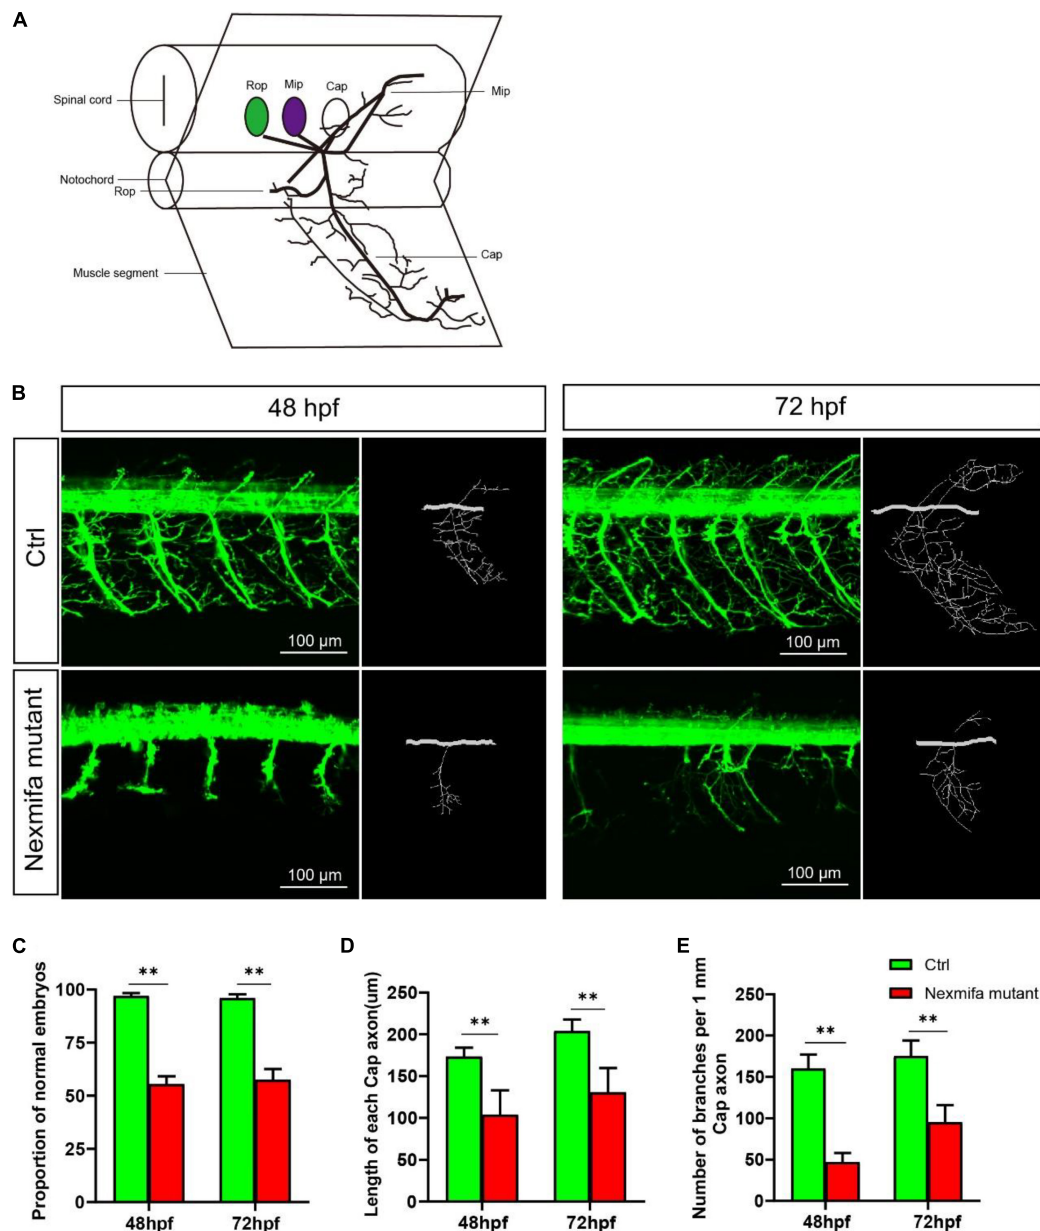 A
Rop
Mip
Cap
Mip
Spinal cord
Notochord
Rop
Cap
Muscle segment
B
48 hpf
72 hpf
Ctrl
100 µm
100 µm
Nexmifa mutant
100 µm
100 µm
C
Proportion of normal embryos
100
75
50
25
0
**
**
48hpf
72hpf
D
Length of each Cap axon(um)
250
200
150
100
50
0
**
**
48hpf
72hpf
E
Number of branches per 1 mm
Cap axon
250
200
150
100
50
0
**
**
48hpf
72hpf
Ctrl
Nexmifa mutant